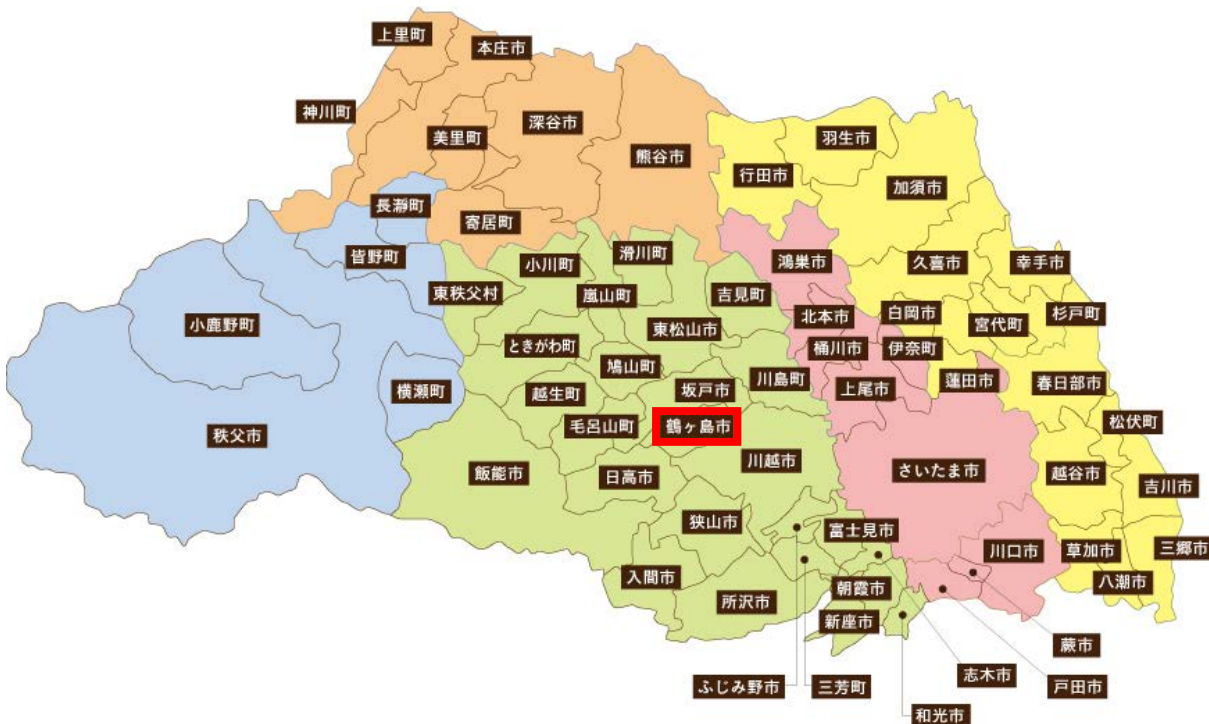 上里町
本庄市
神川町
美里町
深谷市
熊谷市
長瀞町
寄居町
皆野町
小鹿野町
横瀬町
秩父市
行田市
羽生市
加須市
鴻巣市
久喜市
幸手市
北本市
白岡市
宮代町
杉戸町
桶川市
伊奈町
上尾市
蓮田市
春日部市
松伏町
さいたま市
越谷市
吉川市
川口市
草加市
三郷市
八潮市
東秩父村
小川町
滑川町
嵐山町
吉見町
東松山市
ときがわ町
鳩山町
坂戸市
川島町
越生町
毛呂山町
鶴ヶ島市
飯能市
日高市
川越市
狭山市
富士見市
入間市
所沢市
朝霞市
新座市
蕨市
志木市
戸田市
ふじみ野市
三芳町
和光市